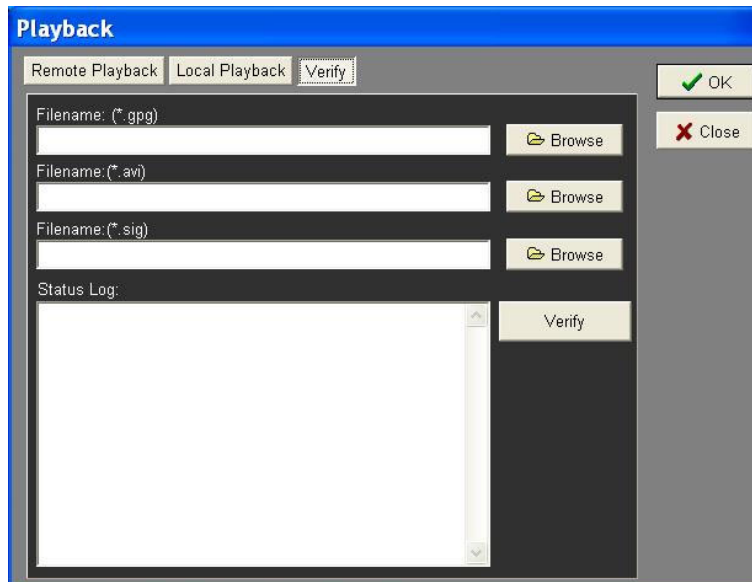 Playback
Remote Playback Local Playback Verify
OK
Close
Filename: (*.gpg)
Browse
Filename:(*.avi)
Browse
Filename:(*.sig)
Browse
Status Log:
Verify